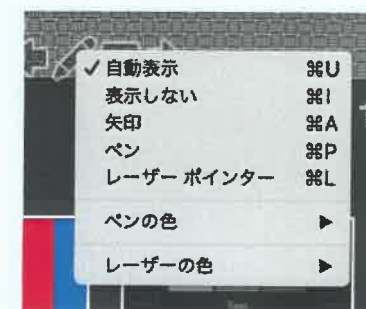 ✓ 自動表示 ⌘U
表示しない ⌘I
矢印 ⌘A
ペン ⌘P
レーザー ポインター ⌘L
ペンの色 ▶
レーザーの色 ▶